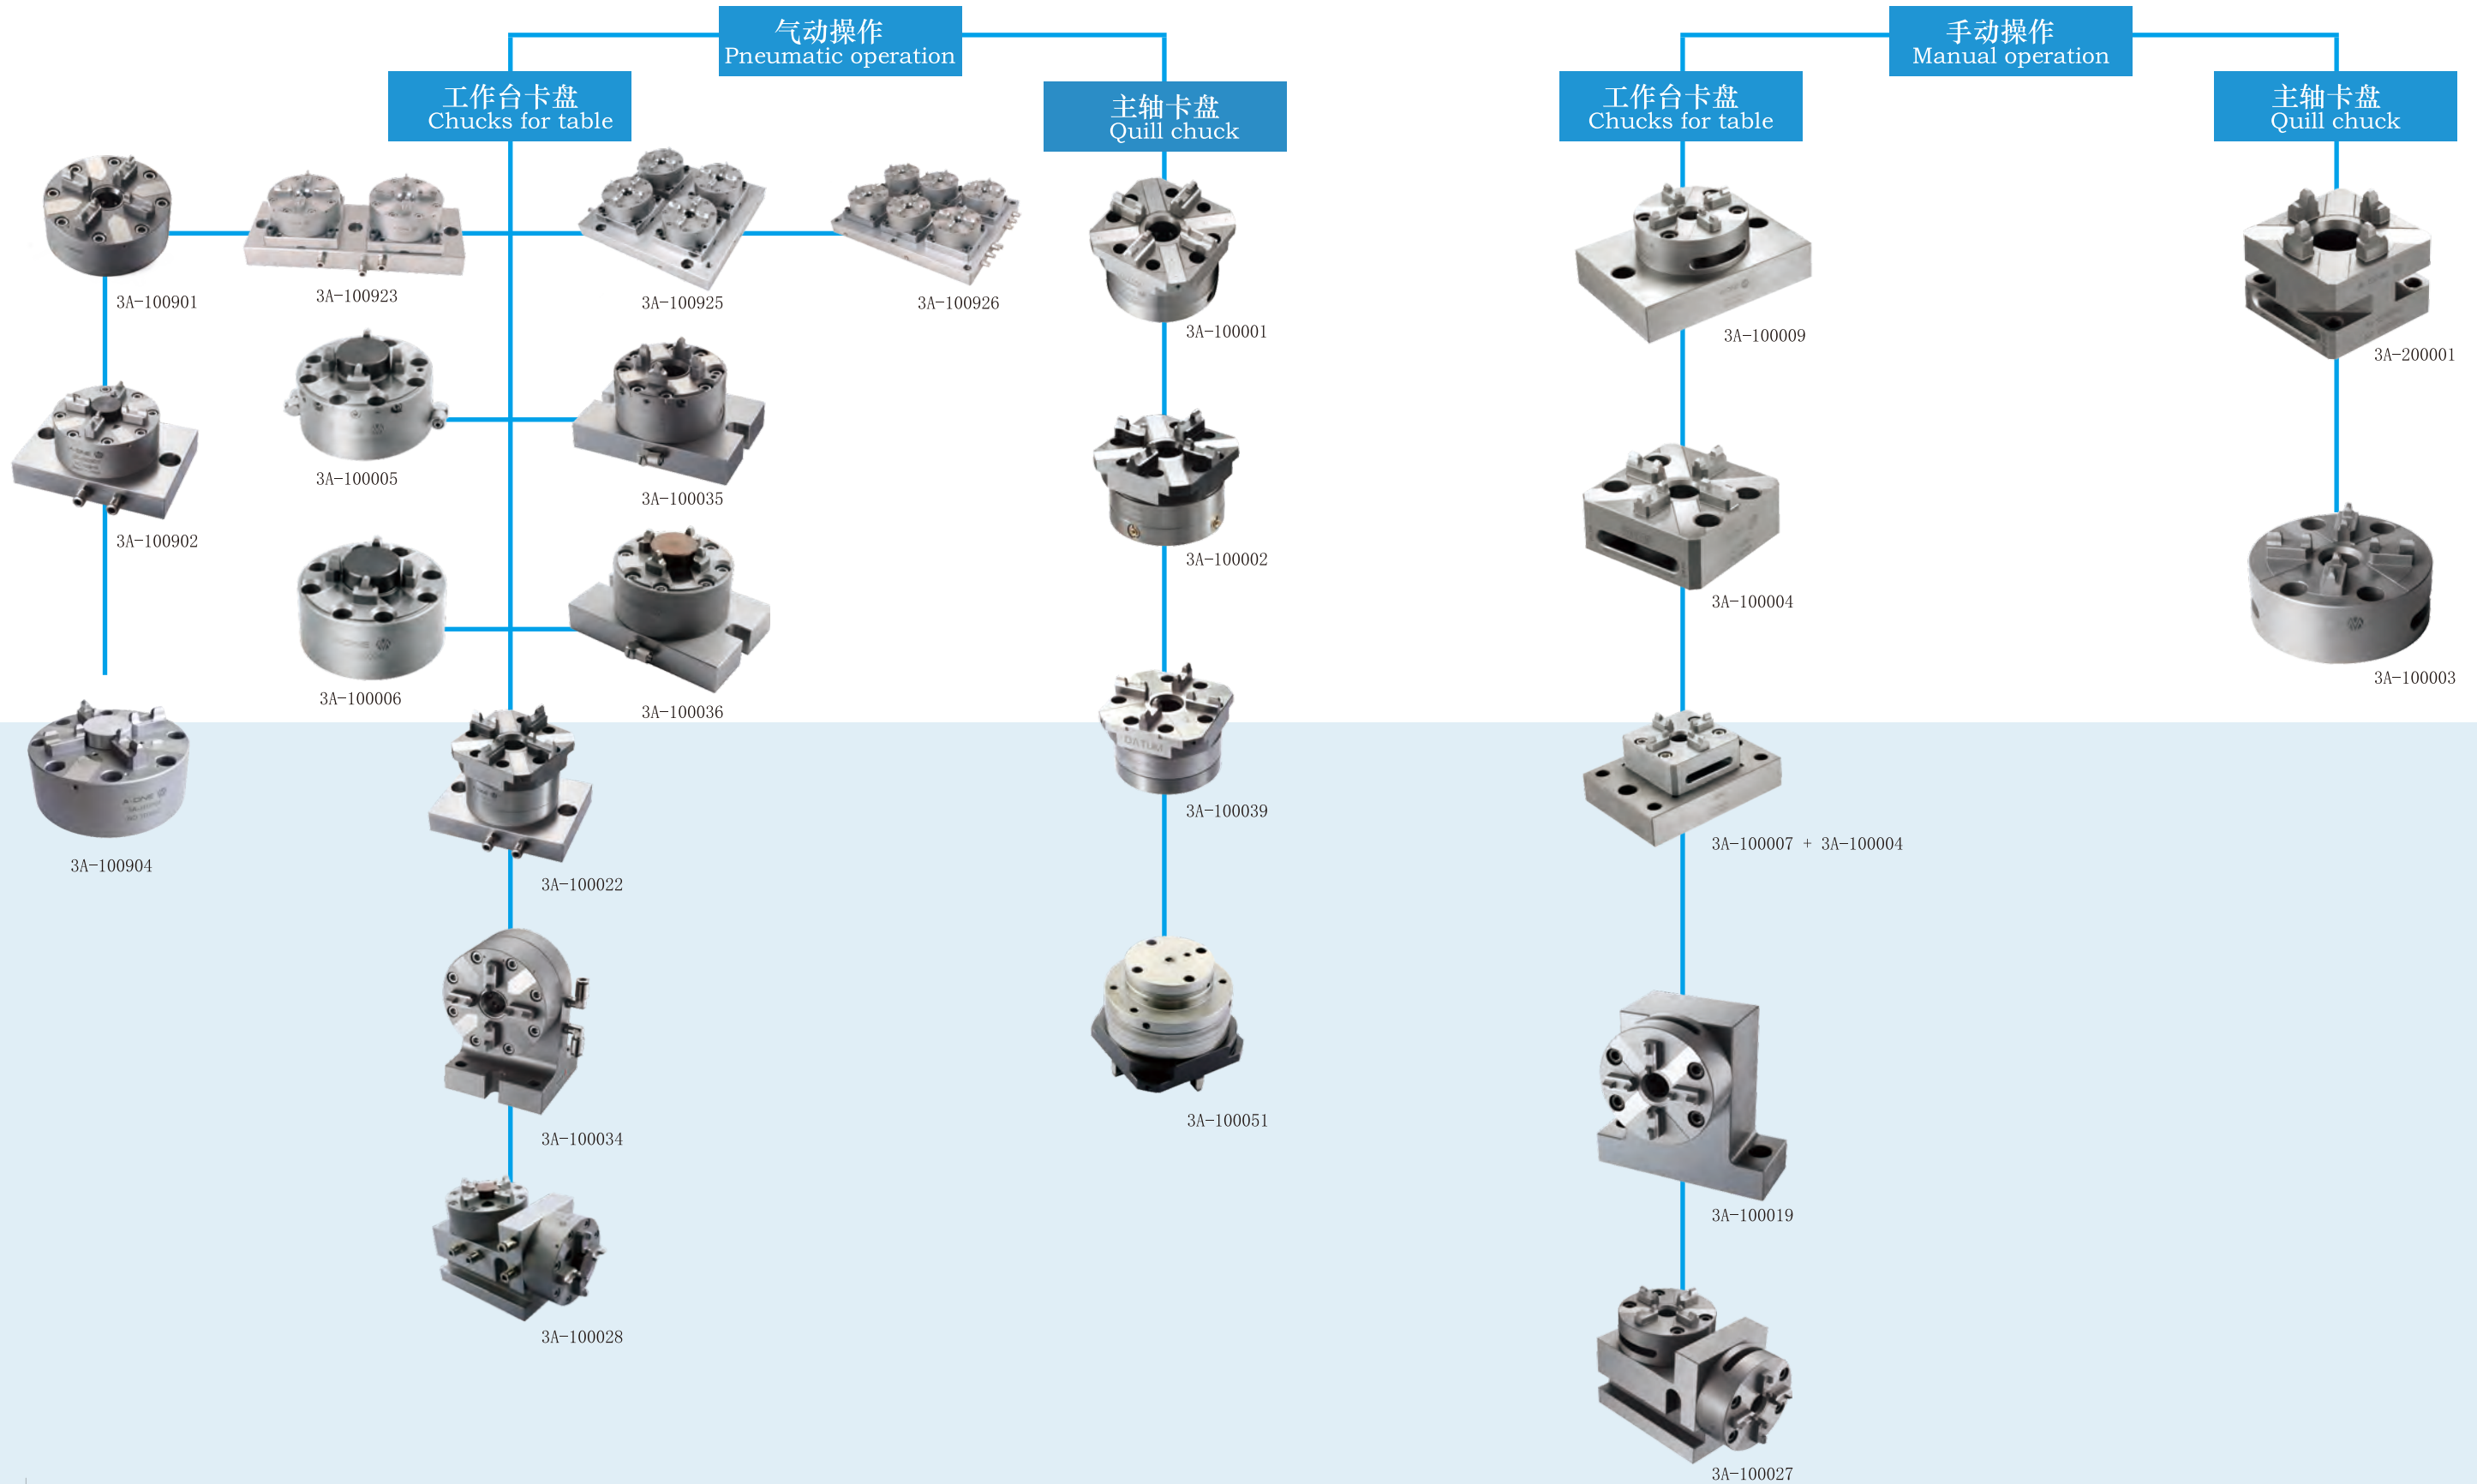 气动操作
Pneumatic operation
工作台卡盘
Chucks for table
主轴卡盘
Quill chuck
3A-100901
3A-100923
3A-100925
3A-100926
3A-100902
3A-100005
3A-100035
3A-100006
3A-100036
3A-100904
3A-100022
3A-100034
3A-100028
3A-100001
3A-100002
DATUM
3A-100039
3A-100051
手动操作
Manual operation
工作台卡盘
Chucks for table
主轴卡盘
Quill chuck
3A-100009
3A-100004
3A-100007 + 3A-100004
3A-100019
3A-100027
3A-200001
3A-100003